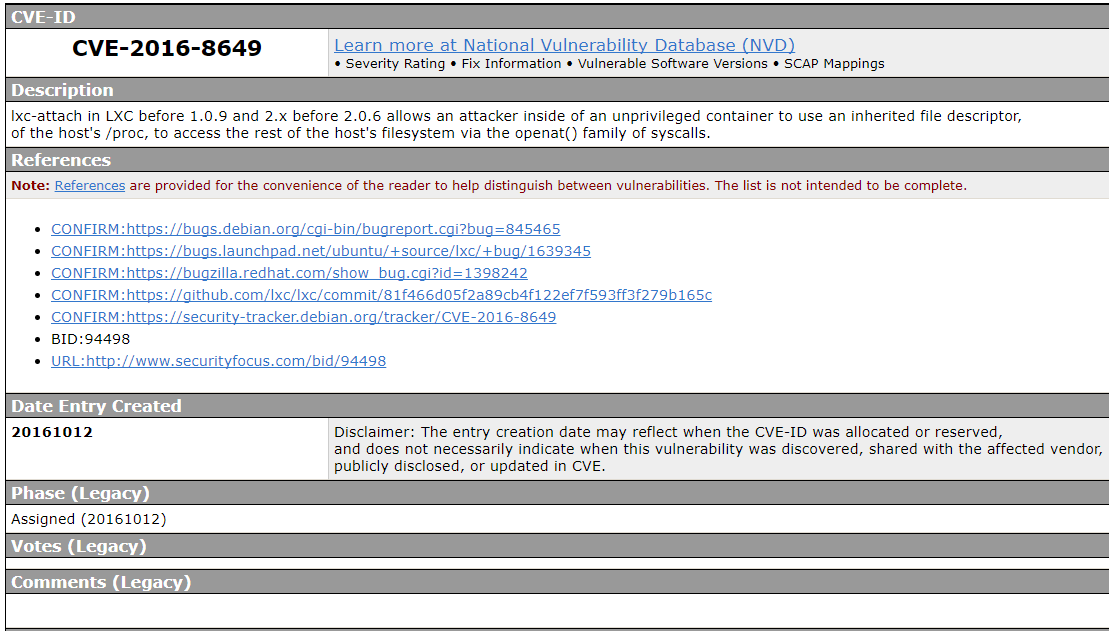 CVE-ID
CVE-2016-8649
Learn more at National Vulnerability Database (NVD)
• Severity Rating • Fix Information • Vulnerable Software Versions • SCAP Mappings
Description
lxc-attach in LXC before 1.0.9 and 2.x before 2.0.6 allows an attacker inside of an unprivileged container to use an inherited file descriptor,
of the host's /proc, to access the rest of the host's filesystem via the openat() family of syscalls.
References
Note: References are provided for the convenience of the reader to help distinguish between vulnerabilities. The list is not intended to be complete.
• CONFIRM:https://bugs.debian.org/cgi-bin/bugreport.cgi?bug=845465
• CONFIRM:https://bugs.launchpad.net/ubuntu/+source/lxc/+bug/1639345
• CONFIRM:https://bugzilla.redhat.com/show_bug.cgi?id=1398242
• CONFIRM:https://github.com/lxc/lxc/commit/81f466d05f2a89cb4f122ef7f593ff3f279b165c
• CONFIRM:https://security-tracker.debian.org/tracker/CVE-2016-8649
• BID:94498
• URL:http://www.securityfocus.com/bid/94498
Date Entry Created
20161012
Disclaimer: The entry creation date may reflect when the CVE-ID was allocated or reserved,
and does not necessarily indicate when this vulnerability was discovered, shared with the affected vendor,
publicly disclosed, or updated in CVE.
Phase (Legacy)
Assigned (20161012)
Votes (Legacy)
Comments (Legacy)